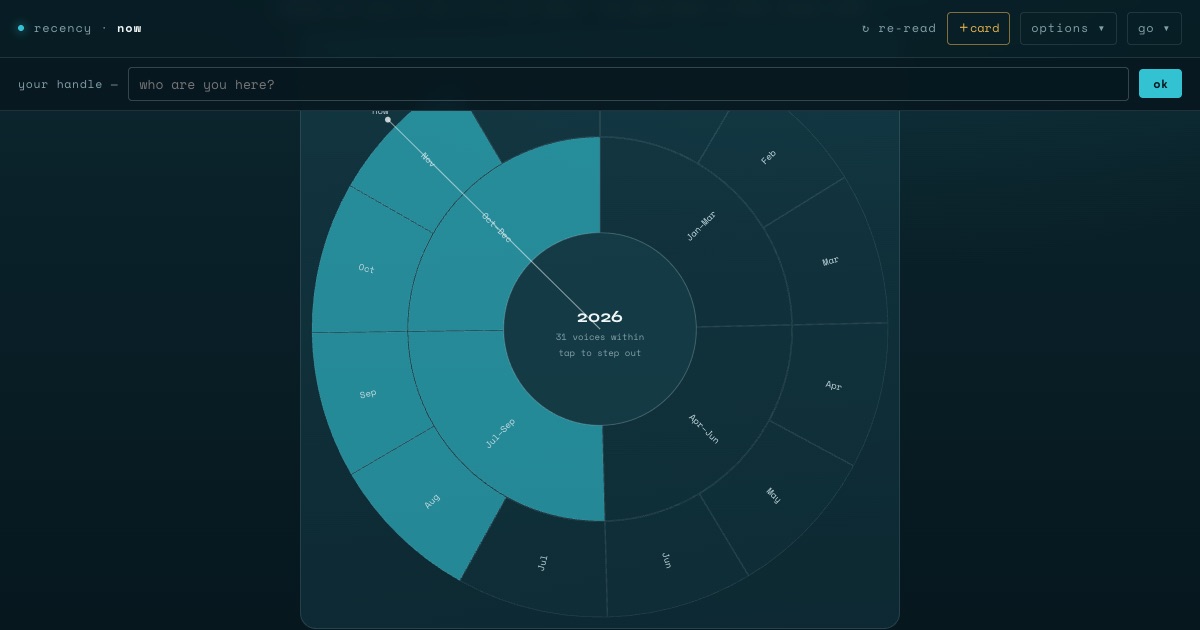 recency · now
↻ re-read
+card
options ▾
go ▾
your handle —
who are you here?
ok
now
Nov
Feb
Oct–Dec
Jan–Mar
Oct
Mar
2026
31 voices within
tap to step out
Sep
Apr
Jul–Sep
Apr–Jun
Aug
May
Jul
Jun